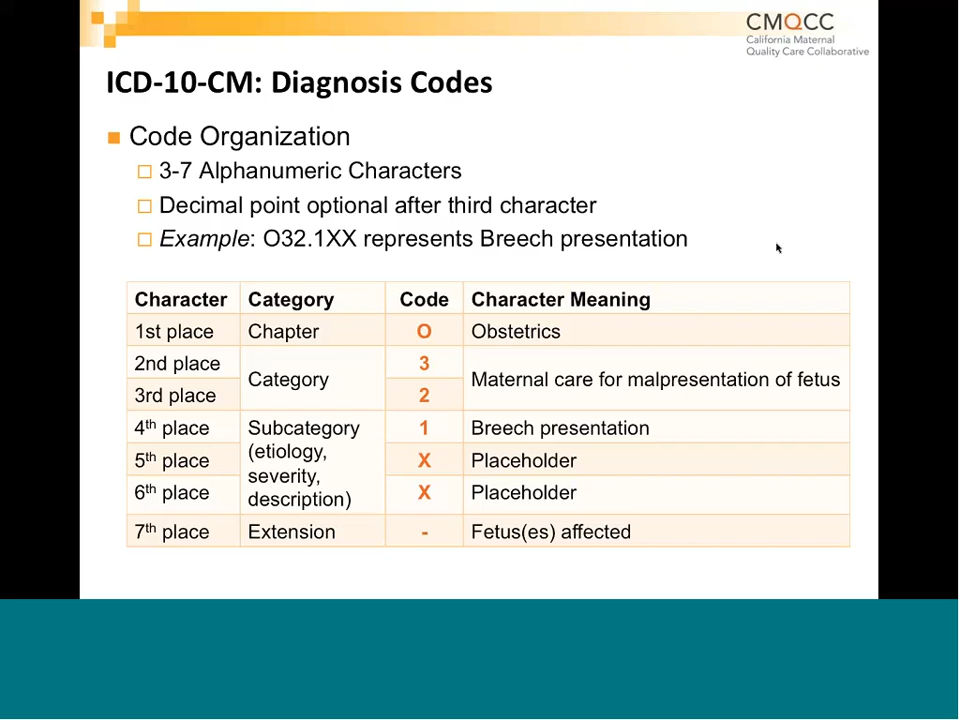 CMQCC
California Maternal
Quality Care Collaborative
ICD-10-CM: Diagnosis Codes
Code Organization
3-7 Alphanumeric Characters
Decimal point optional after third character
Example: O32.1XX represents Breech presentation
Character Category Code Character Meaning
1st place Chapter O Obstetrics
2nd place Category 3 Maternal care for malpresentation of fetus
3rd place 2
4th place Subcategory 1 Breech presentation
5th place (etiology, X Placeholder
severity,
6th place description) X Placeholder
7th place Extension - Fetus(es) affected